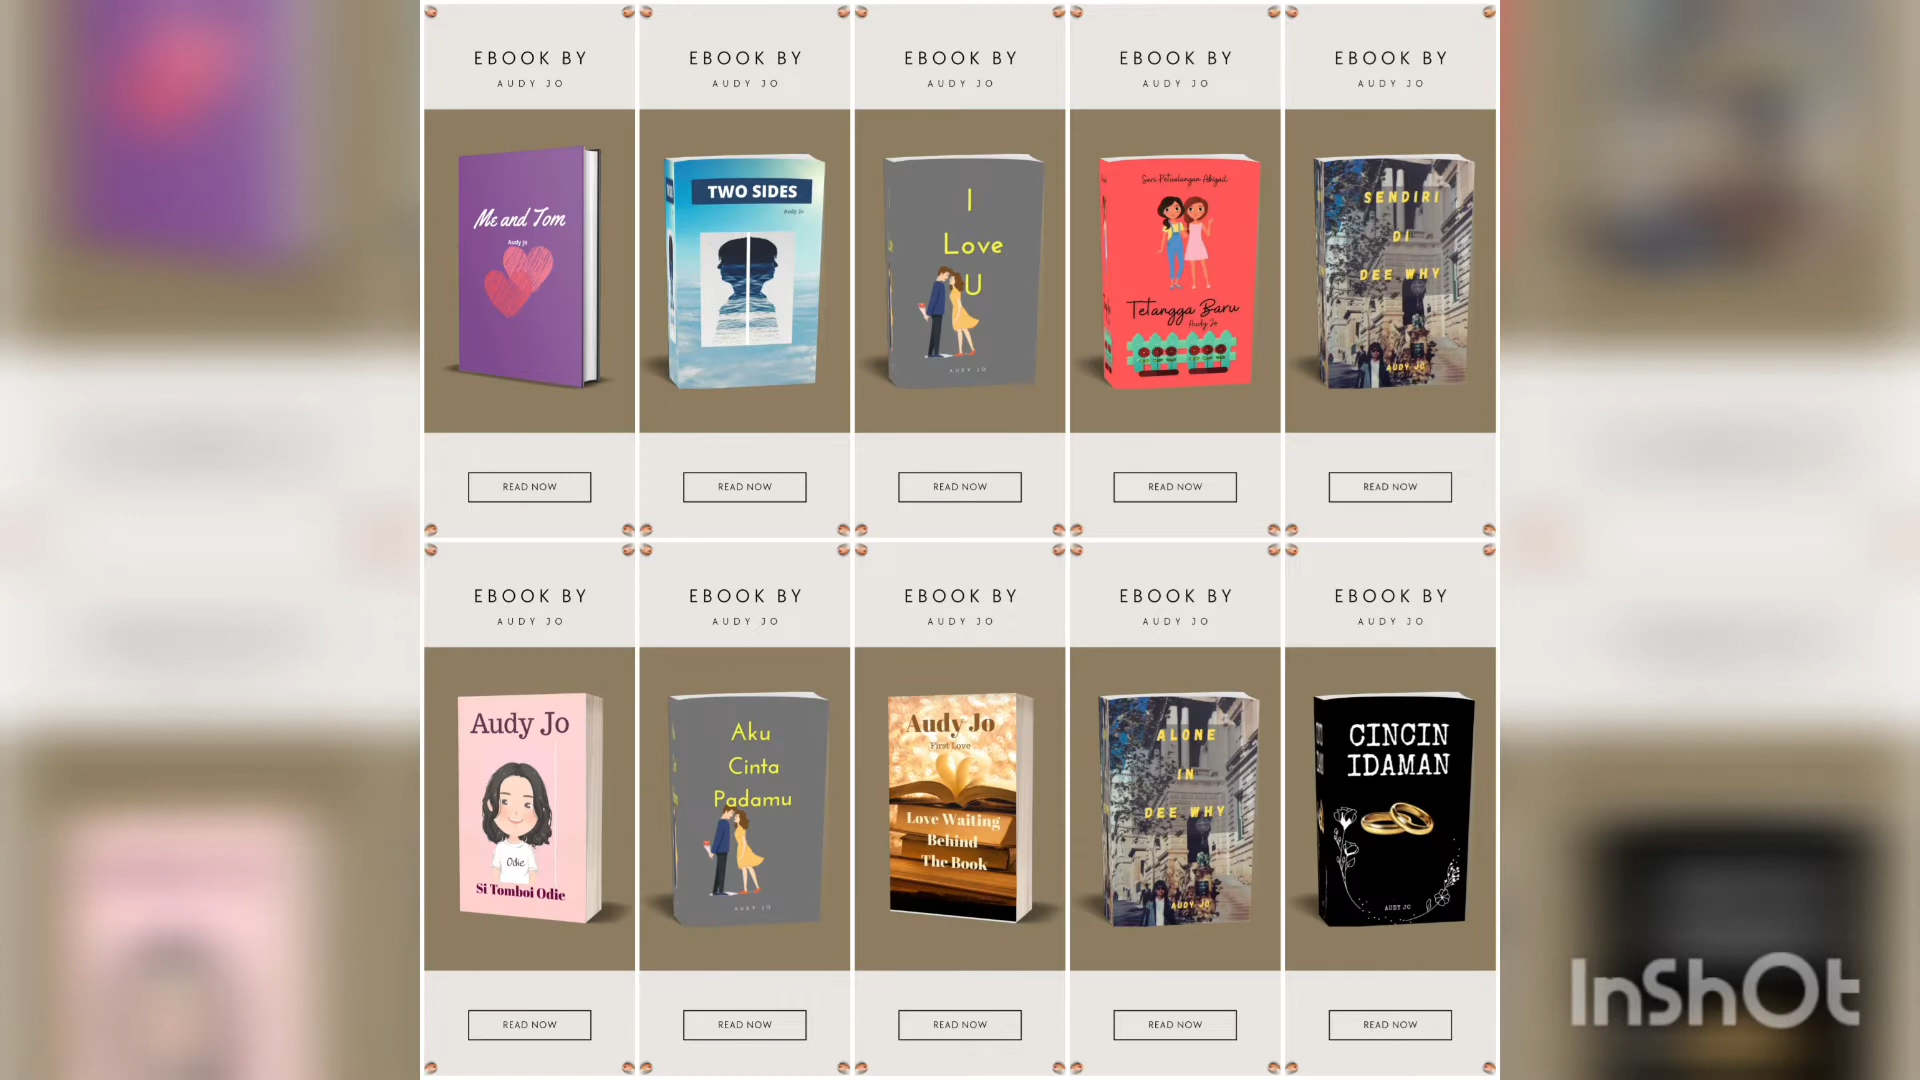 EBOOK BY
AUDY JO
Me and Tom
Audy Jo
READ NOW
EBOOK BY
AUDY JO
TWO SIDES
Audy Jo
READ NOW
EBOOK BY
AUDY JO
I
Love
U
AUDY JO
READ NOW
EBOOK BY
AUDY JO
Seri Petualangan Abigail
Tetangga Baru
Audy Jo
READ NOW
EBOOK BY
AUDY JO
SENDIRI
DI
DEE WHY
AUDY JO
READ NOW
EBOOK BY
AUDY JO
Audy Jo
Odie
Si Tomboi Odie
READ NOW
EBOOK BY
AUDY JO
Aku
Cinta
Padamu
AUDY JO
READ NOW
EBOOK BY
AUDY JO
Audy Jo
First Love
Love Waiting
Behind
The Book
READ NOW
EBOOK BY
AUDY JO
ALONE
IN
DEE WHY
AUDY JO
READ NOW
EBOOK BY
AUDY JO
CINCIN
IDAMAN
AUDY JO
READ NOW
InShOt